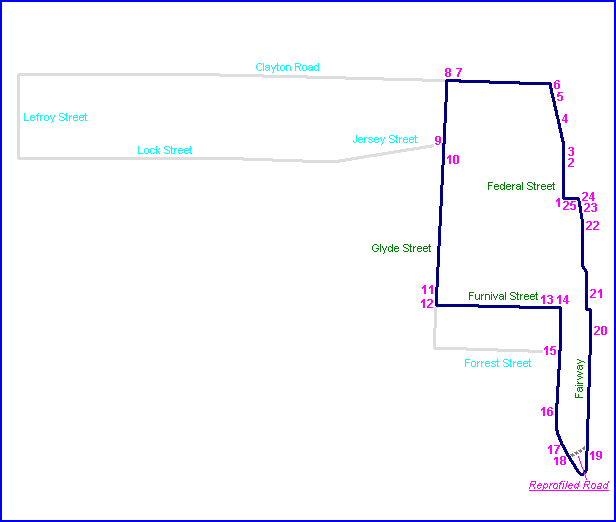 Clayton Road
8 7
6
5
Lefroy Street
4
Jersey Street
9
Lock Street
3
10
2
Federal Street
24
1
25
23
22
Glyde Street
11
Furnival Street
13 14
21
12
20
15
Forrest Street
Fairway
16
17
18
19
Reprofiled Road